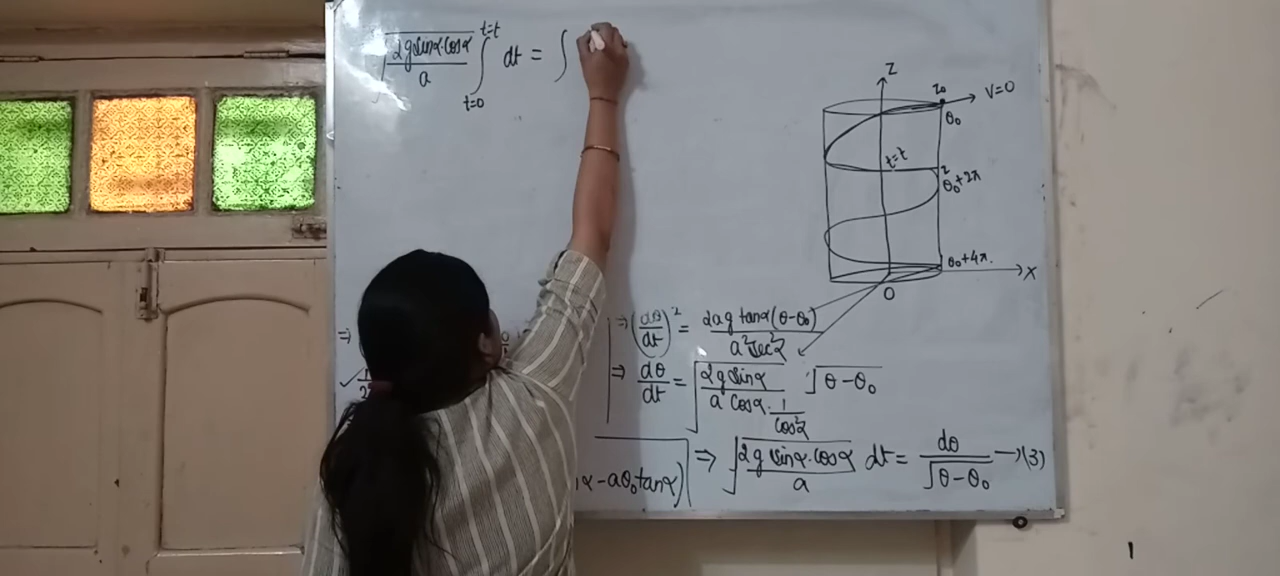 √(2g sinα·cosα / a) ∫_{t=0}^{t=t} dt = ∫
Z
z₀
V=0
θ₀
t=t
z
θ₀+2π
θ₀+4π.
X
O
⇒ (dθ/dt)² = 2ag tanα(θ-θ₀) / a² sec²α
⇒ dθ/dt = √(2g sinα / a cosα · 1/cos²α) √(θ-θ₀)
α-aθ₀tanα)
⇒ √(2g sinα·cosα / a) dt = dθ / √(θ-θ₀) →(3)